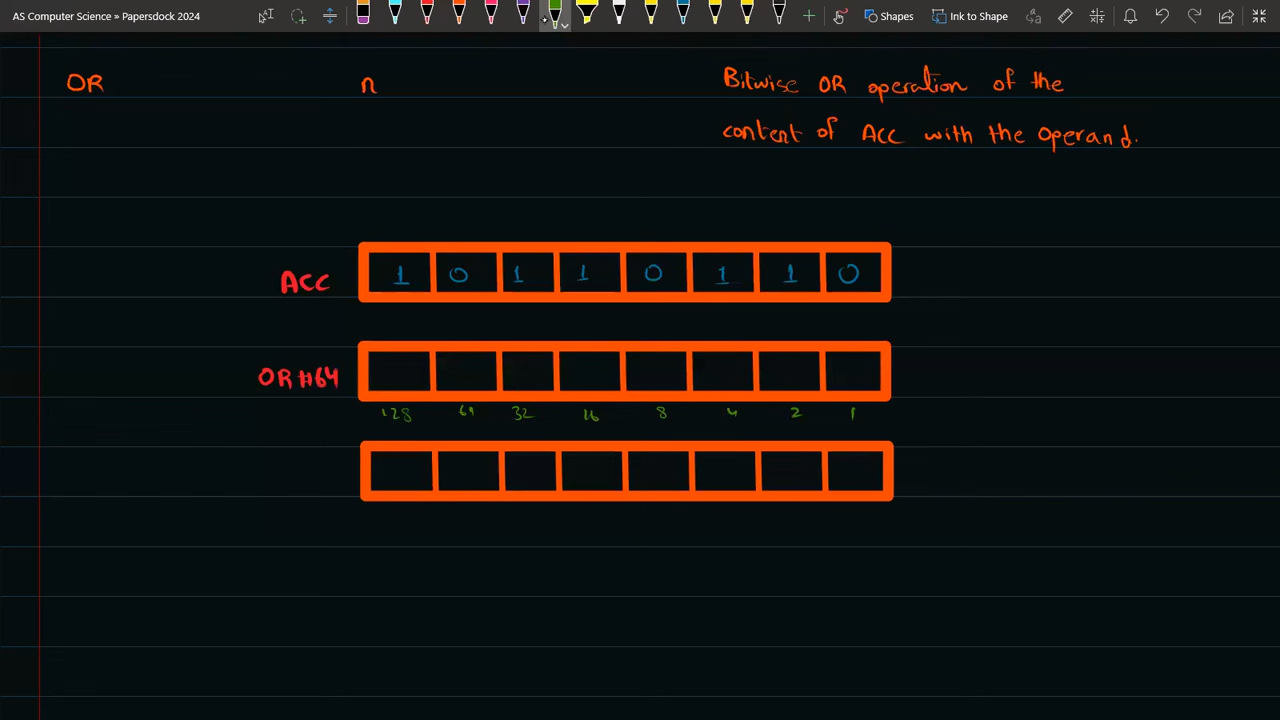 AS Computer Science » Papersdock 2024
Shapes
Ink to Shape
OR n Bitwise OR operation of the
content of ACC with the Operand.
ACC 1 0 1 1 0 1 1 0
OR #64
128 64 32 16 8 4 2 1